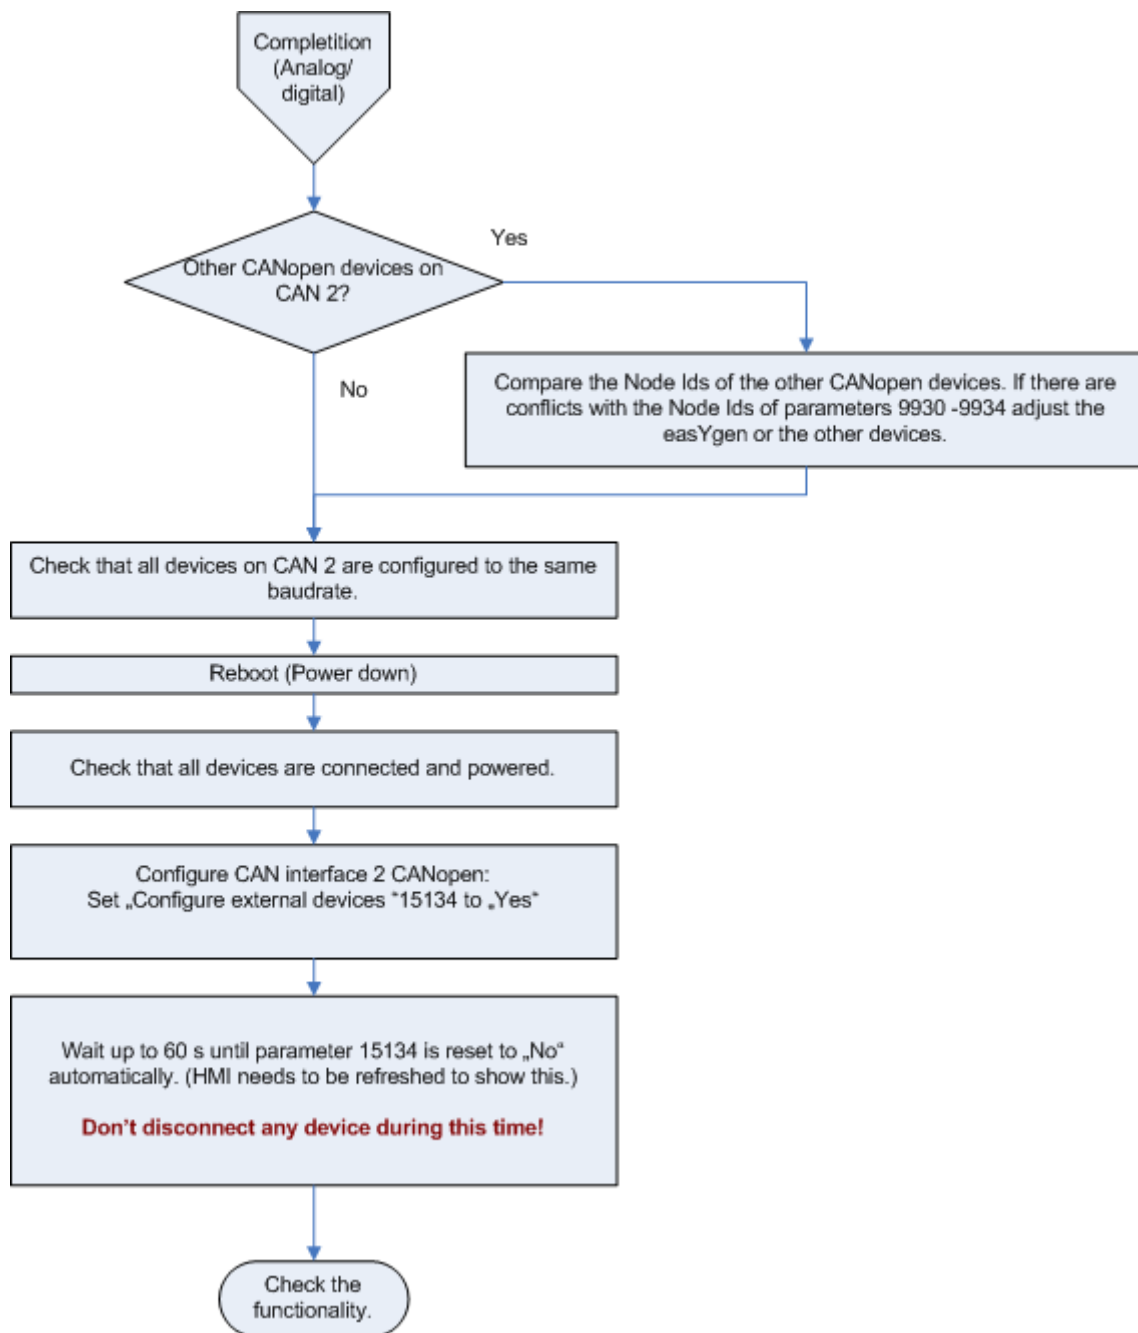 Completition
(Analog/
digital)
Other CANopen devices on
CAN 2?
Yes
No
Compare the Node Ids of the other CANopen devices. If there are
conflicts with the Node Ids of parameters 9930 -9934 adjust the
easYgen or the other devices.
Check that all devices on CAN 2 are configured to the same
baudrate.
Reboot (Power down)
Check that all devices are connected and powered.
Configure CAN interface 2 CANopen:
Set „Configure external devices “15134 to „Yes“
Wait up to 60 s until parameter 15134 is reset to „No“
automatically. (HMI needs to be refreshed to show this.)
Don’t disconnect any device during this time!
Check the
functionality.